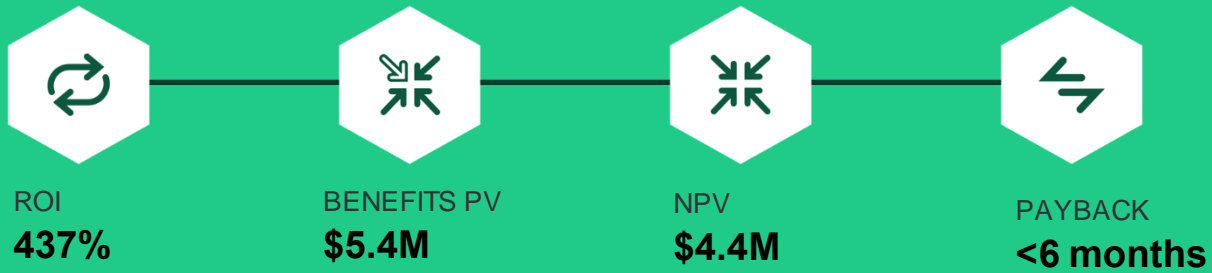 ROI
437%
BENEFITS PV
$5.4M
NPV
$4.4M
PAYBACK
<6 months